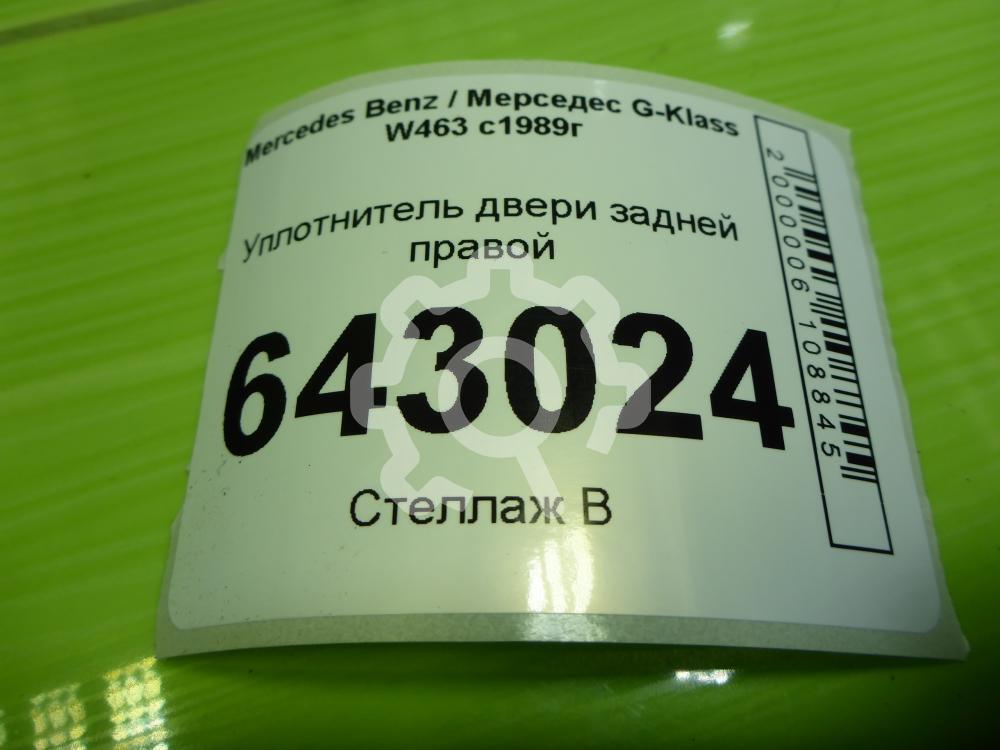 Mercedes Benz / Мерседес G-Klass
W463 с1989г
Уплотнитель двери задней
правой
643024
Стеллаж В
2000006108845